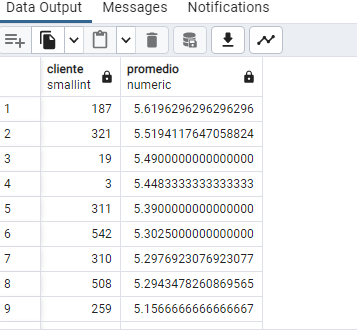 Data Output Messages Notifications
cliente promedio
smallint numeric
1 187 5.6196296296296296
2 321 5.5194117647058824
3 19 5.4900000000000000
4 3 5.4483333333333333
5 311 5.3900000000000000
6 542 5.3025000000000000
7 310 5.2976923076923077
8 508 5.2943478260869565
9 259 5.1566666666666667